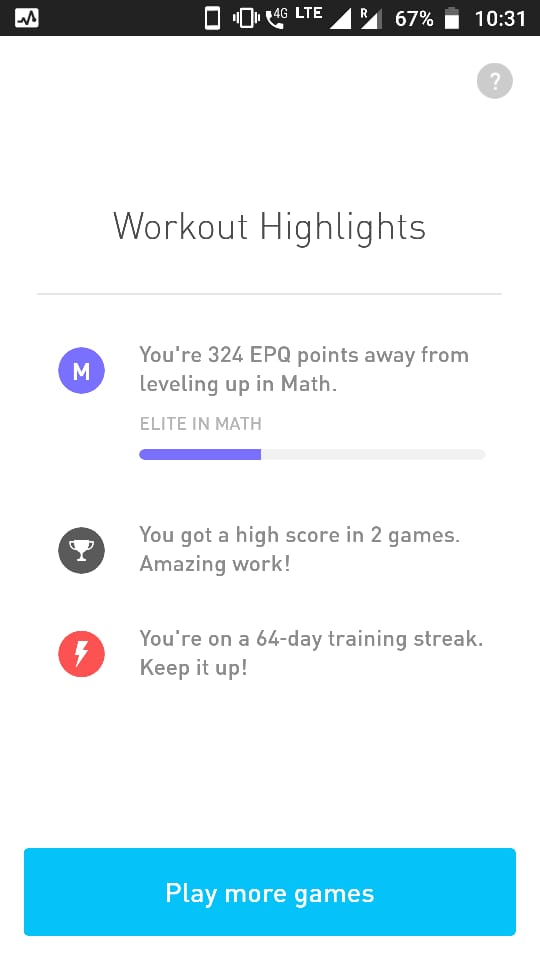 4G LTE R 67% 10:31
?
Workout Highlights
M
You're 324 EPQ points away from
leveling up in Math.
ELITE IN MATH
You got a high score in 2 games.
Amazing work!
You're on a 64-day training streak.
Keep it up!
Play more games